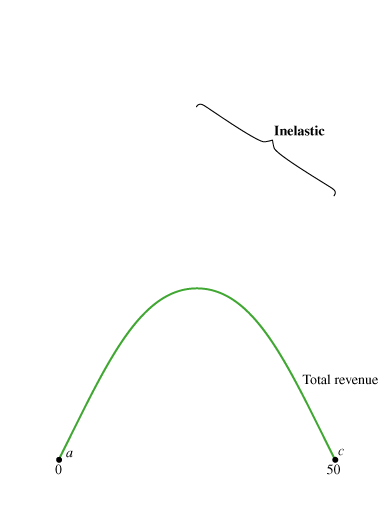 Inelastic
Total revenue
a
c
0
50